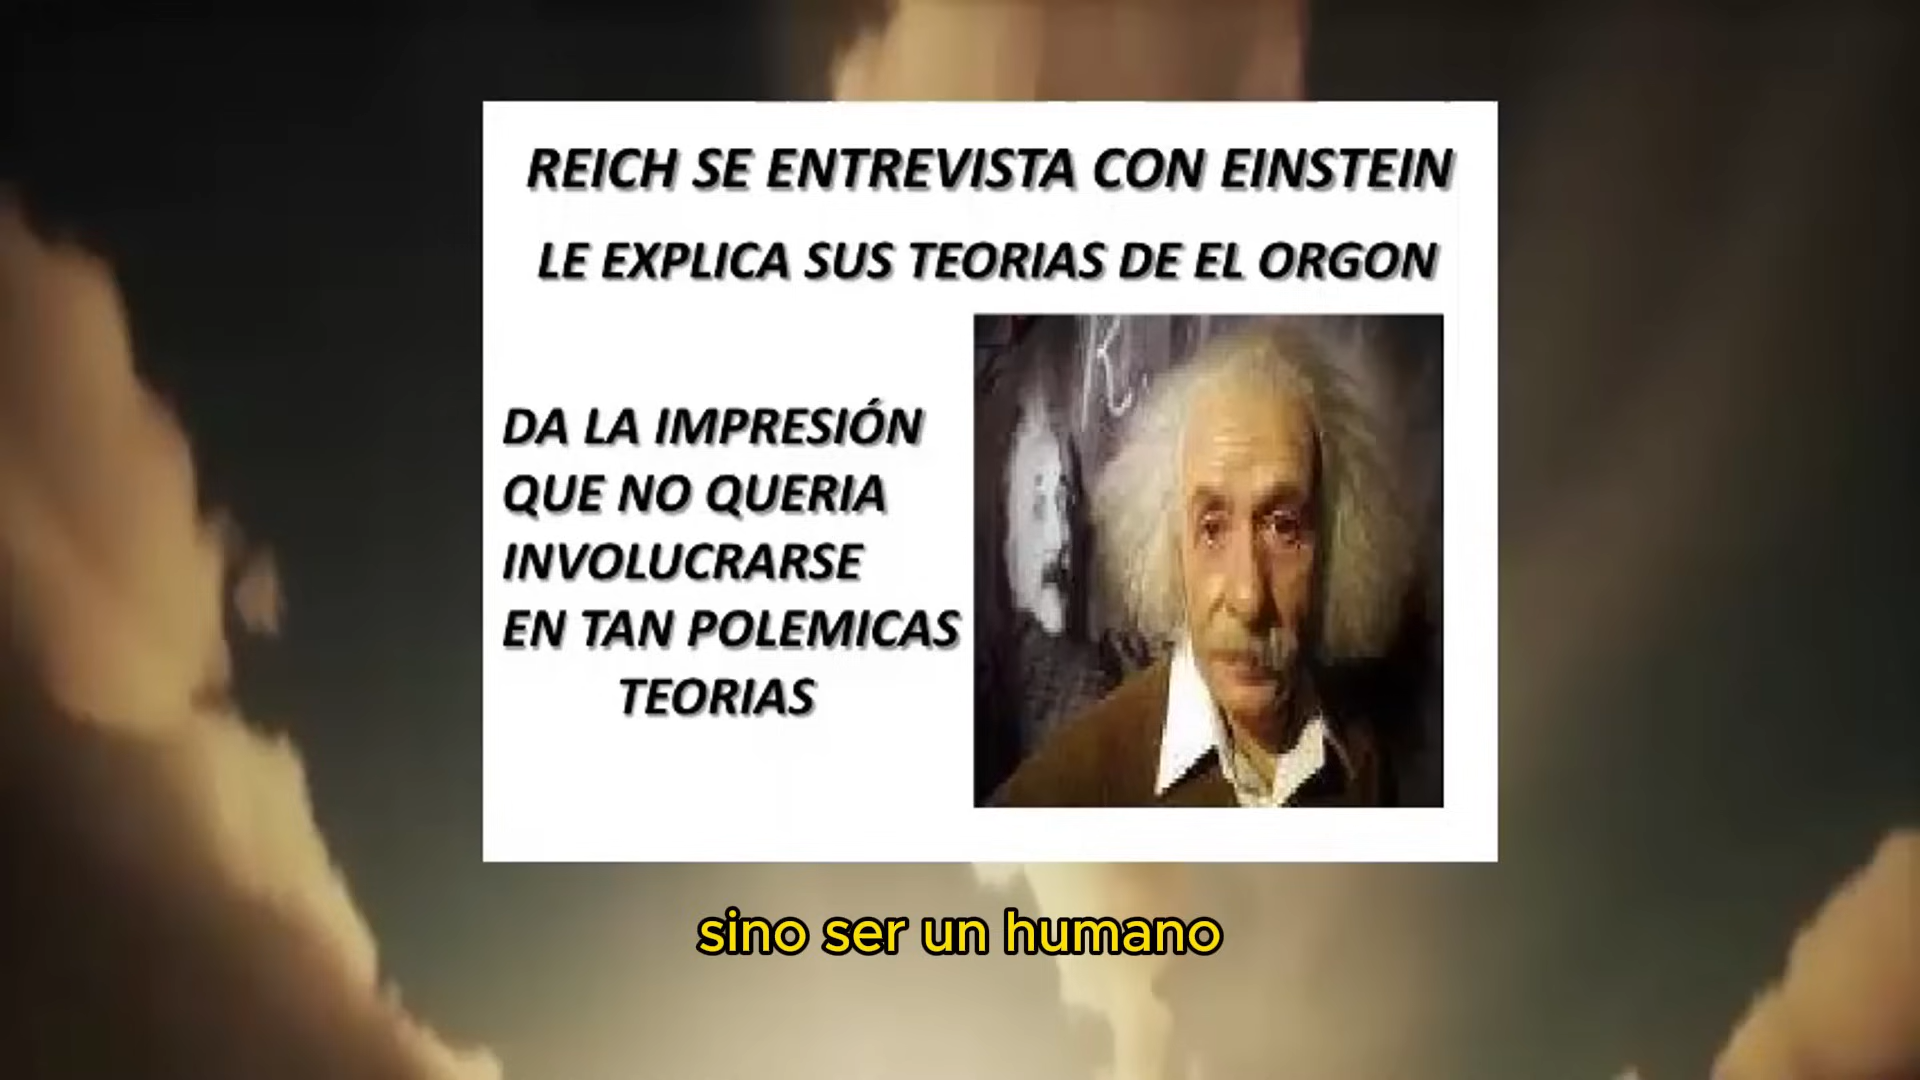 REICH SE ENTREVISTA CON EINSTEIN
LE EXPLICA SUS TEORIAS DE EL ORGON
DA LA IMPRESIÓN
QUE NO QUERIA
INVOLUCRARSE
EN TAN POLEMICAS
TEORIAS
sino ser un humano